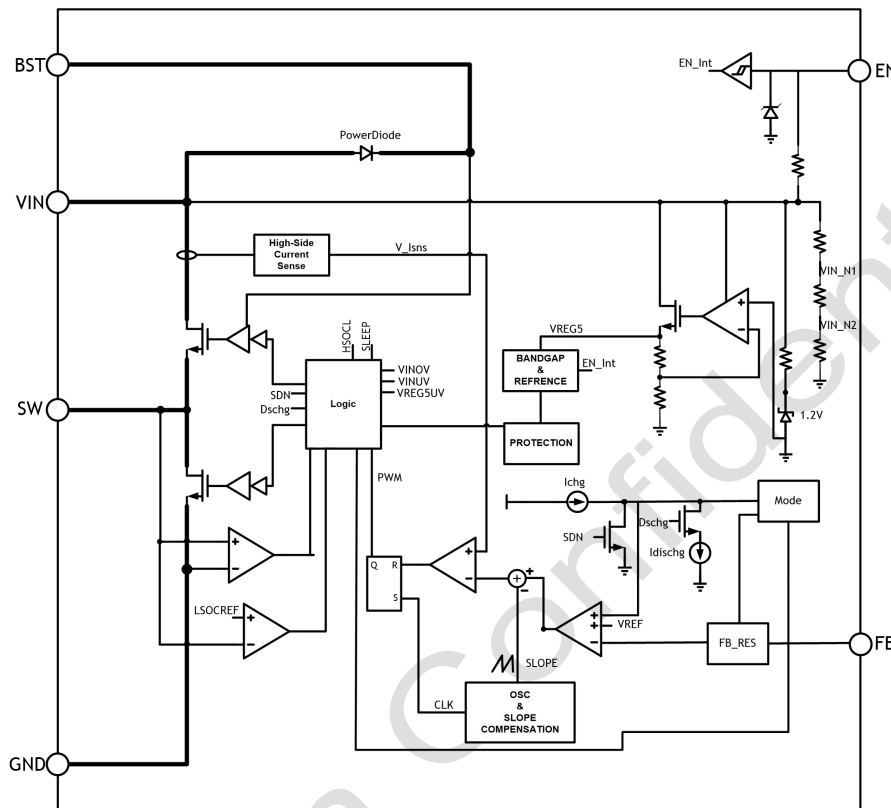 BST
EN_Int
EN
PowerDiode
VIN
High-Side
Current
Sense
V_Isns
VIN_N1
VIN_N2
VREG5
HSOCL
SLEEP
BANDGAP
&
REFRENCE
EN_Int
VINOV
VINUV
VREG5UV
SDN
Dschg
Logic
SW
1.2V
PROTECTION
PWM
Ichg
Mode
Dschg
SDN
Idischg
Q
R
S
LSOCREF
VREF
FB_RES
FB
SLOPE
CLK
OSC
&
SLOPE
COMPENSATION
GND
Confident